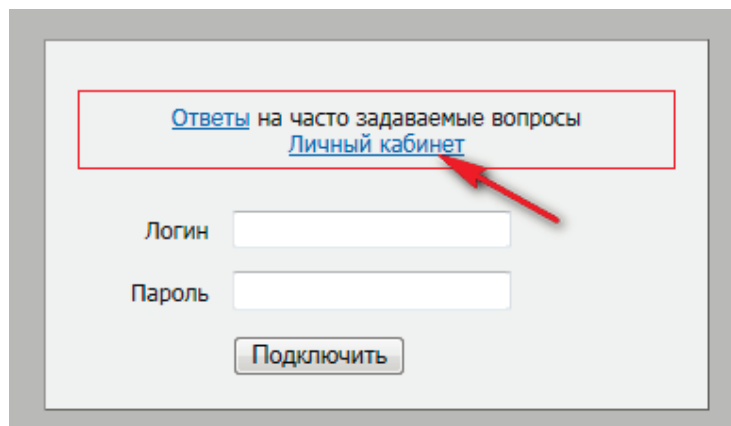 Ответы на часто задаваемые вопросы
Личный кабинет
Логин
Пароль
Подключить